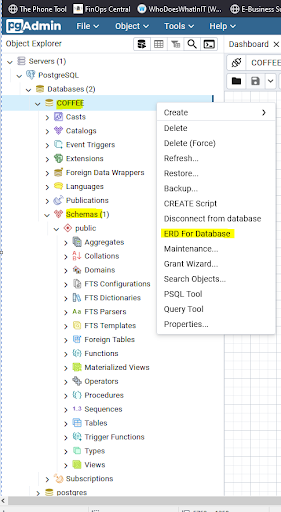 The Phone Tool
FinOps Central
WhoDoesWhatInIT (W...
E-Business S
pgAdmin
File
Object
Tools
Help
Object Explorer
Dashboard
Servers (1)
PostgreSQL
Databases (2)
COFFEE
COFFEE
Casts
Catalogs
Event Triggers
Extensions
Foreign Data Wrappers
Languages
Publications
Schemas (1)
public
Aggregates
Collations
Domains
FTS Configurations
FTS Dictionaries
FTS Parsers
FTS Templates
Foreign Tables
Functions
Materialized Views
Operators
Procedures
1.3 Sequences
Tables
Trigger Functions
Types
Views
Subscriptions
postgres
Create
Delete
Delete (Force)
Refresh...
Restore...
Backup...
CREATE Script
Disconnect from database
ERD For Database
Maintenance...
Grant Wizard...
Search Objects...
PSQL Tool
Query Tool
Properties...